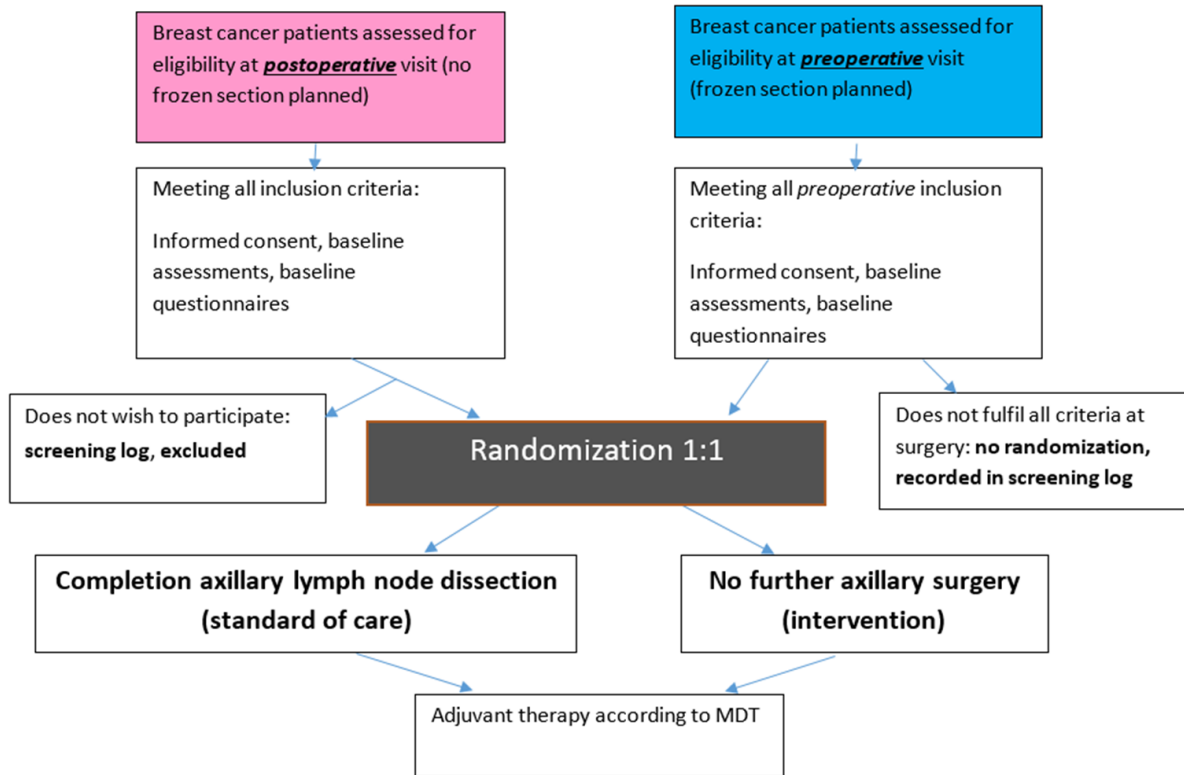 Breast cancer patients assessed for
eligibility at postoperative visit (no
frozen section planned)
Breast cancer patients assessed for
eligibility at preoperative visit
(frozen section planned)
Meeting all inclusion criteria:
Informed consent, baseline
assessments, baseline
questionnaires
Meeting all preoperative inclusion
criteria:
Informed consent, baseline
assessments, baseline
questionnaires
Does not wish to participate:
screening log, excluded
Randomization 1:1
Does not fulfil all criteria at
surgery: no randomization,
recorded in screening log
Completion axillary lymph node dissection
(standard of care)
No further axillary surgery
(intervention)
Adjuvant therapy according to MDT